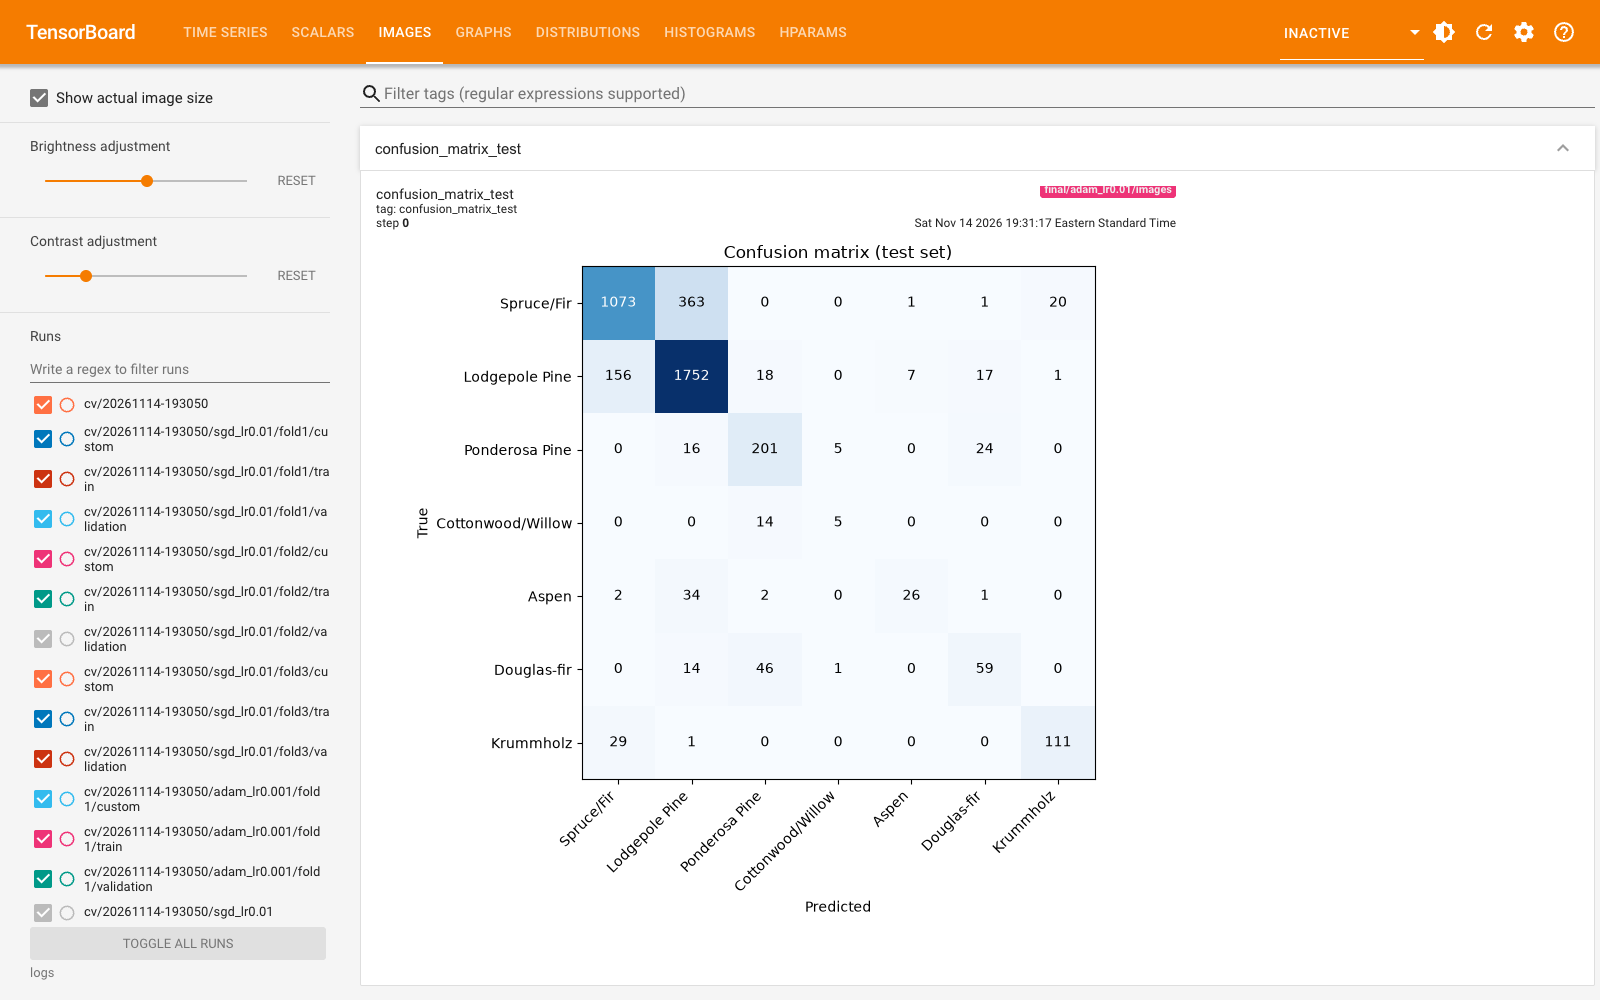 TensorBoard
TIME SERIES
SCALARS
IMAGES
GRAPHS
DISTRIBUTIONS
HISTOGRAMS
HPARAMS
INACTIVE
Show actual image size
Brightness adjustment
RESET
Contrast adjustment
RESET
Runs
Write a regex to filter runs
cv/20261114-193050
cv/20261114-193050/sgd_lr0.01/fold1/cu
stom
cv/20261114-193050/sgd_lr0.01/fold1/tra
in
cv/20261114-193050/sgd_lr0.01/fold1/va
lidation
cv/20261114-193050/sgd_lr0.01/fold2/cu
stom
cv/20261114-193050/sgd_lr0.01/fold2/tra
in
cv/20261114-193050/sgd_lr0.01/fold2/va
lidation
cv/20261114-193050/sgd_lr0.01/fold3/cu
stom
cv/20261114-193050/sgd_lr0.01/fold3/tra
in
cv/20261114-193050/sgd_lr0.01/fold3/va
lidation
cv/20261114-193050/adam_lr0.001/fold
1/custom
cv/20261114-193050/adam_lr0.001/fold
1/train
cv/20261114-193050/adam_lr0.001/fold
1/validation
cv/20261114-193050/sgd_lr0.01
TOGGLE ALL RUNS
logs
Filter tags (regular expressions supported)
confusion_matrix_test
confusion_matrix_test
final/adam_lr0.01/images
tag: confusion_matrix_test
step 0
Sat Nov 14 2026 19:31:17 Eastern Standard Time
Confusion matrix (test set)
True
Spruce/Fir 1073 363 0 0 1 1 20
Lodgepole Pine 156 1752 18 0 7 17 1
Ponderosa Pine 0 16 201 5 0 24 0
Cottonwood/Willow 0 0 14 5 0 0 0
Aspen 2 34 2 0 26 1 0
Douglas-fir 0 14 46 1 0 59 0
Krummholz 29 1 0 0 0 0 111
Spruce/Fir
Lodgepole Pine
Ponderosa Pine
Cottonwood/Willow
Aspen
Douglas-fir
Krummholz
Predicted